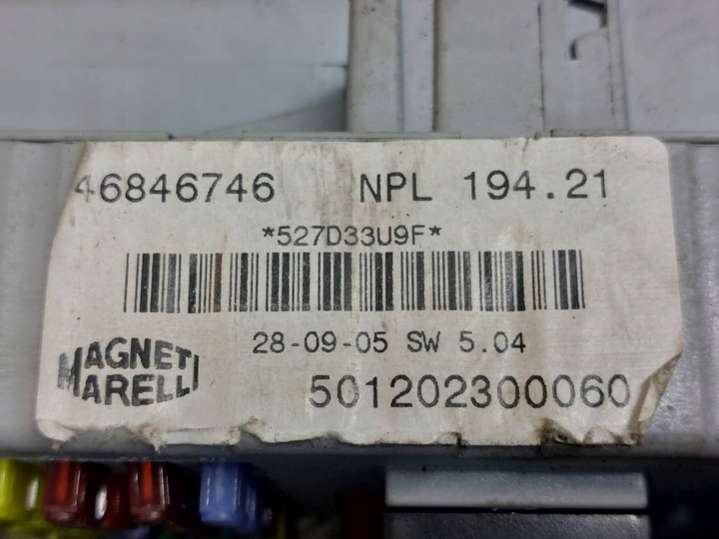 46846746 NPL 194.21
*527D33U9F*
28-09-05 SW 5.04
MAGNETI
MARELLI
501202300060